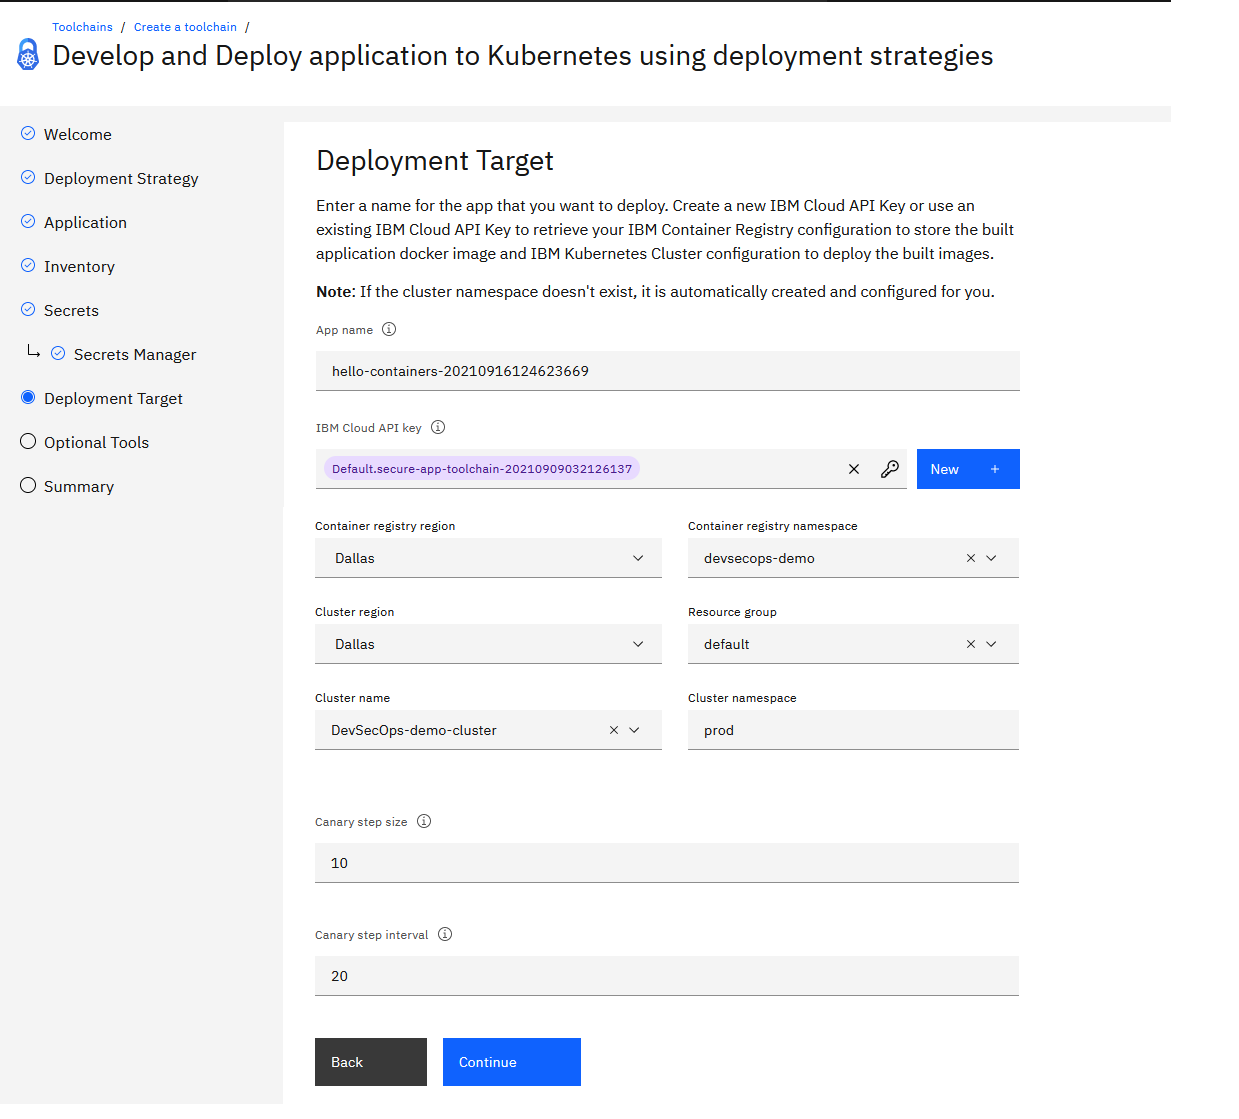 Toolchains / Create a toolchain /
Develop and Deploy application to Kubernetes using deployment strategies
Welcome
Deployment Strategy
Application
Inventory
Secrets
Secrets Manager
Deployment Target
Optional Tools
Summary
Deployment Target
Enter a name for the app that you want to deploy. Create a new IBM Cloud API Key or use an
existing IBM Cloud API Key to retrieve your IBM Container Registry configuration to store the built
application docker image and IBM Kubernetes Cluster configuration to deploy the built images.
Note: If the cluster namespace doesn't exist, it is automatically created and configured for you.
App name
hello-containers-20210916124623669
IBM Cloud API key
Default.secure-app-toolchain-20210909032126137
New +
Container registry region
Dallas
Container registry namespace
devsecops-demo
Cluster region
Dallas
Resource group
default
Cluster name
DevSecOps-demo-cluster
Cluster namespace
prod
Canary step size
10
Canary step interval
20
Back
Continue